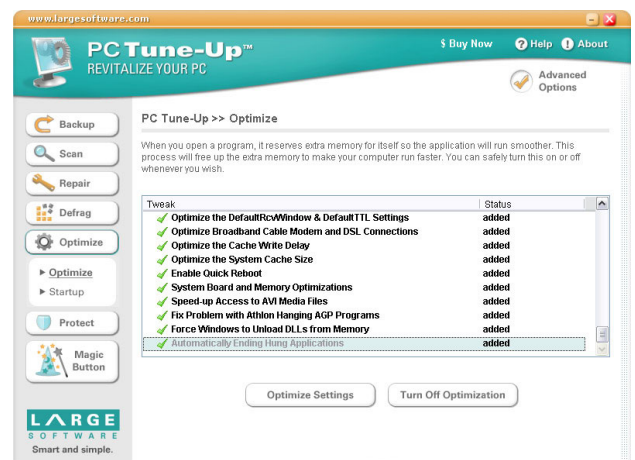 www.largesoftware.com
PC Tune-Up™
REVITALIZE YOUR PC
$ Buy Now
? Help
! About
Advanced
Options
Backup
Scan
Repair
Defrag
Optimize
Optimize
Startup
Protect
Magic
Button
LARGE
SOFTWARE
Smart and simple.
PC Tune-Up >> Optimize
When you open a program, it reserves extra memory for itself so the application will run smoother. This
process will free up the extra memory to make your computer run faster. You can safely turn this on or off
whenever you wish.
Tweak Status
Optimize the DefaultRcvWindow & DefaultTTL Settings added
Optimize Broadband Cable Modem and DSL Connections added
Optimize the Cache Write Delay added
Optimize the System Cache Size added
Enable Quick Reboot added
System Board and Memory Optimizations added
Speed-up Access to AVI Media Files added
Fix Problem with Athlon Hanging AGP Programs added
Force Windows to Unload DLLs from Memory added
Automatically Ending Hung Applications added
Optimize Settings
Turn Off Optimization